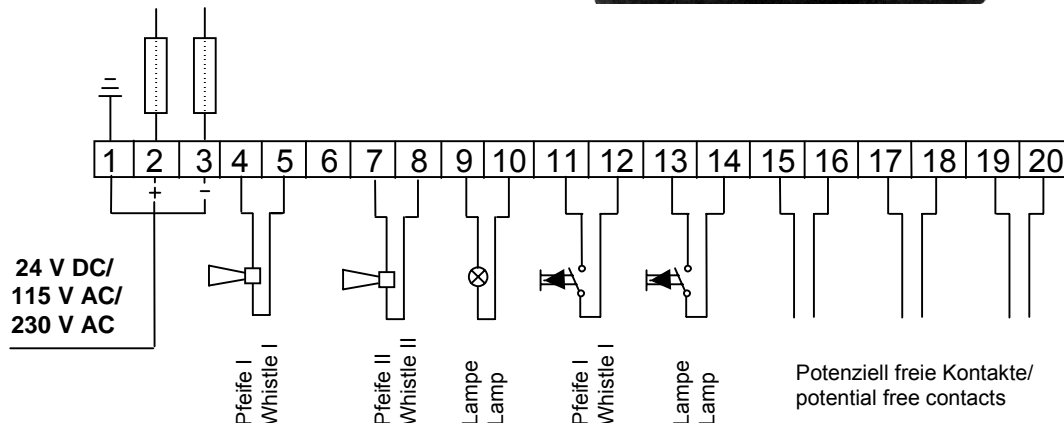 1 2 3 4 5 6 7 8 9 10 11 12 13 14 15 16 17 18 19 20
+ -
24 V DC/
115 V AC/
230 V AC
Pfeife I
Whistle I
Pfeife II
Whistle II
Lampe
Lamp
Pfeife I
Whistle I
Lampe
Lamp
Potenziell freie Kontakte/
potential free contacts